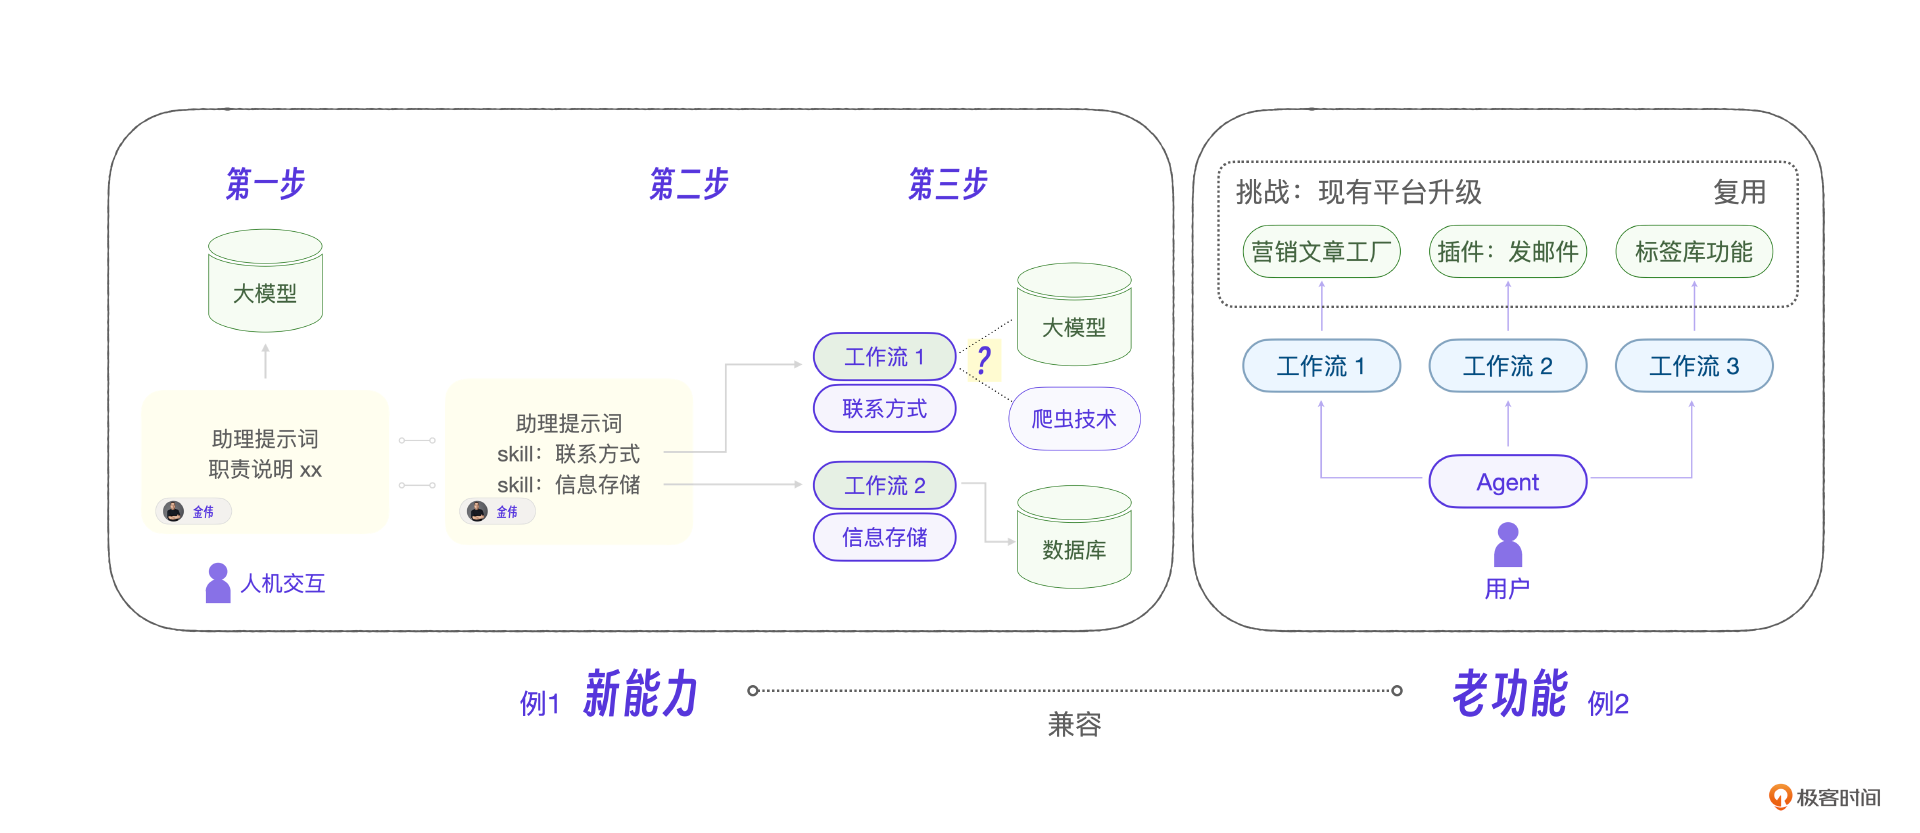 第一步
大模型
助理提示词
职责说明 xx
金伟
人机交互
第二步
助理提示词
skill：联系方式
skill：信息存储
金伟
第三步
工作流 1
联系方式
?
大模型
爬虫技术
工作流 2
信息存储
数据库
挑战：现有平台升级
复用
营销文章工厂
插件：发邮件
标签库功能
工作流 1
工作流 2
工作流 3
Agent
用户
例1 新能力
兼容
老功能 例2
极客时间